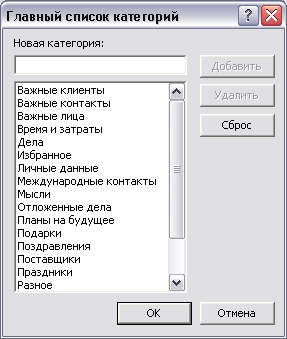 Главный список категорий
Новая категория:
Добавить
Удалить
Сброс
Важные клиенты
Важные контакты
Важные лица
Время и затраты
Дела
Избранное
Личные данные
Международные контакты
Мысли
Отложенные дела
Планы на будущее
Подарки
Поздравления
Поставщики
Праздники
Разное
ОК
Отмена